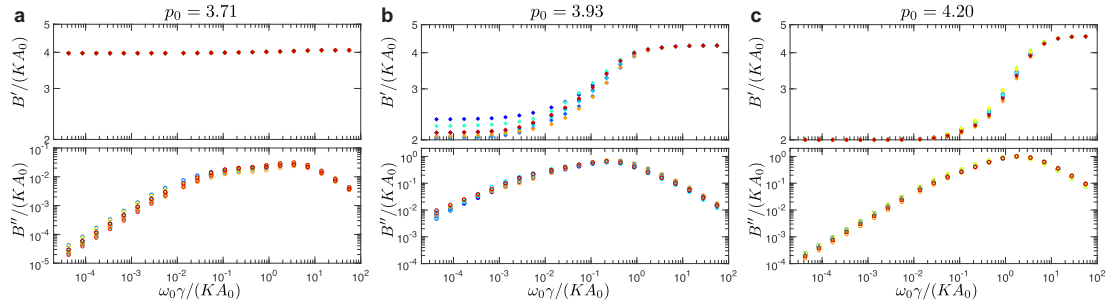 a
p₀ = 3.71
B′/(KA₀)
5
4
3
2
B″/(KA₀)
10⁻¹
10⁻²
10⁻³
10⁻⁴
10⁻⁵
10⁻⁴ 10⁻² 10⁰ 10¹ 10²
ω₀γ/(KA₀)
b
p₀ = 3.93
B′/(KA₀)
5
4
3
2
B″/(KA₀)
10⁰
10⁻¹
10⁻²
10⁻³
10⁻⁴
10⁻⁴ 10⁻³ 10⁻² 10⁻¹ 10⁰ 10¹ 10²
ω₀γ/(KA₀)
c
p₀ = 4.20
B′/(KA₀)
5
4
3
2
B″/(KA₀)
10⁰
10⁻¹
10⁻²
10⁻³
10⁻⁴
10⁻⁴ 10⁻³ 10⁻² 10⁻¹ 10⁰ 10¹ 10²
ω₀γ/(KA₀)